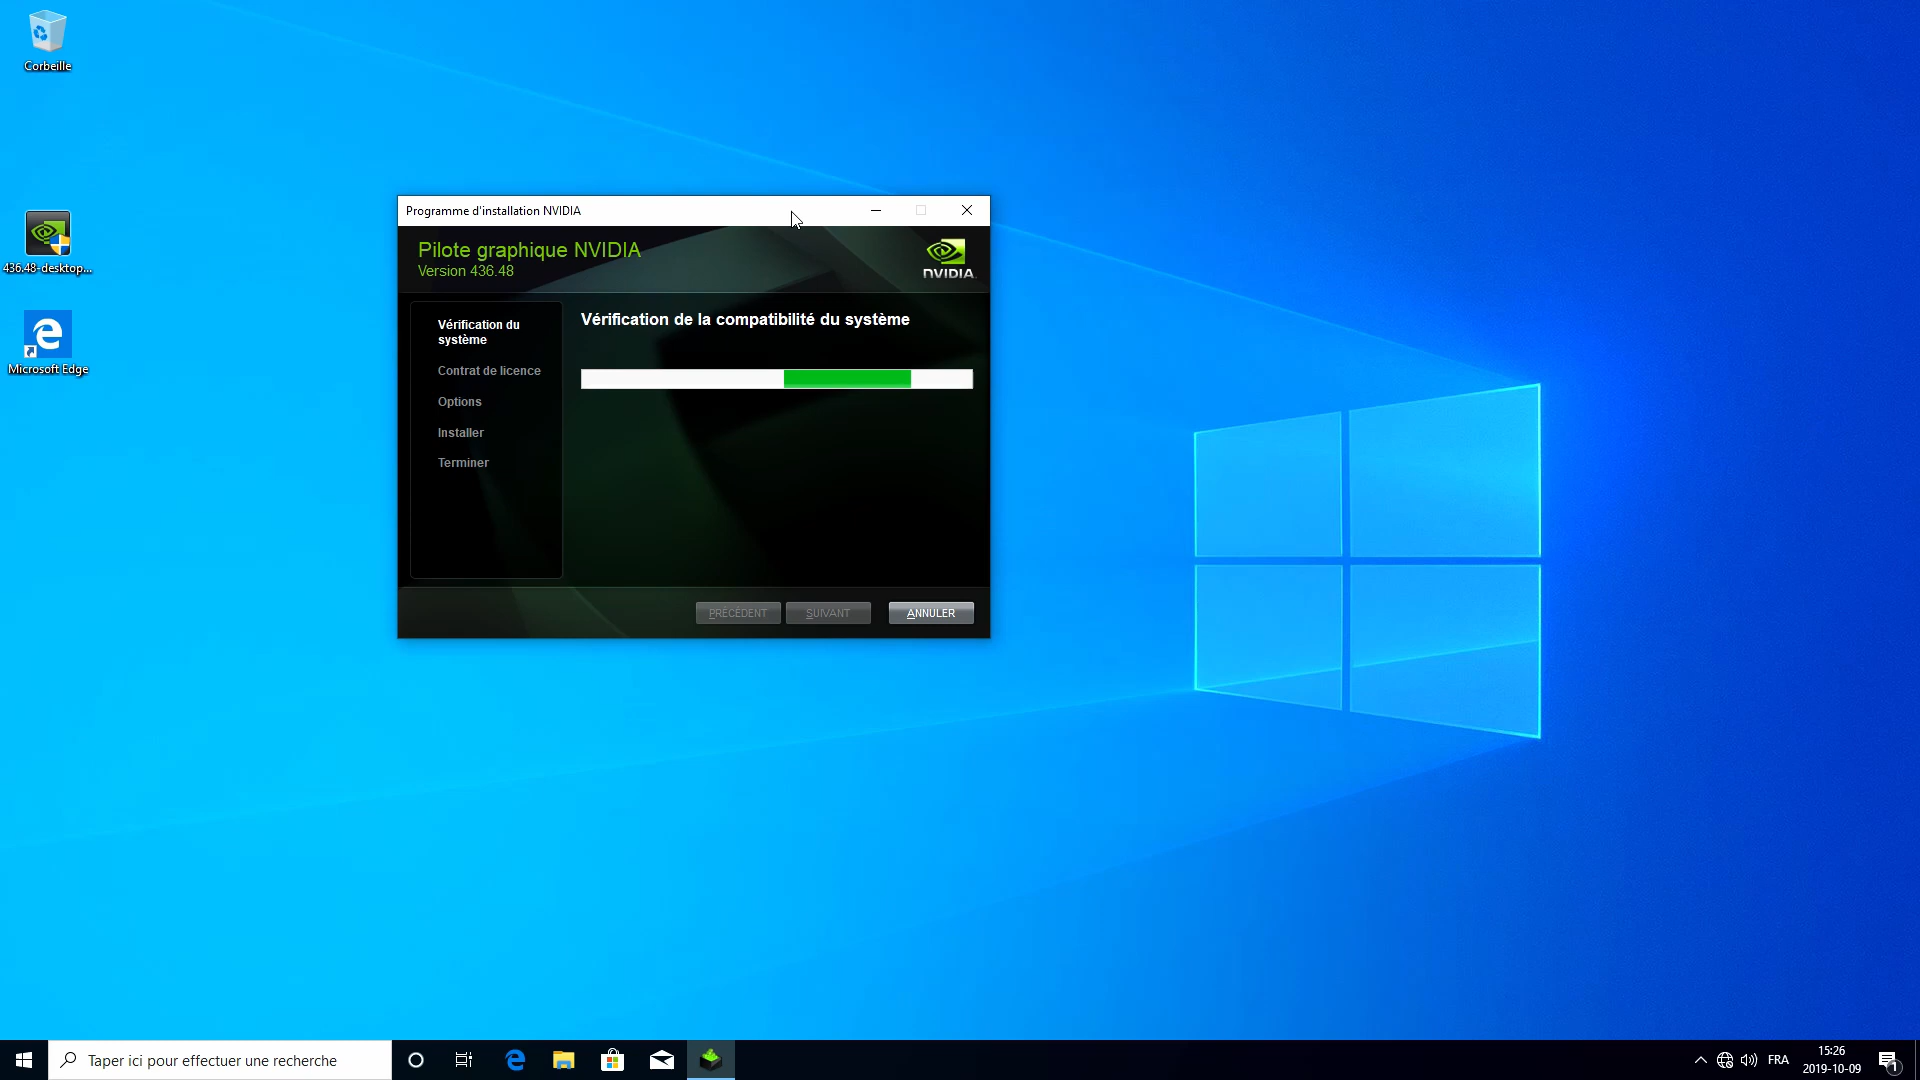 Corbeille
436.48-desktop...
Microsoft Edge
Programme d'installation NVIDIA
Pilote graphique NVIDIA
Version 436.48
NVIDIA.
Vérification du
système
Contrat de licence
Options
Installer
Terminer
Vérification de la compatibilité du système
PRÉCÉDENT
SUIVANT
ANNULER
Taper ici pour effectuer une recherche
FRA
15:26
2019-10-09
1